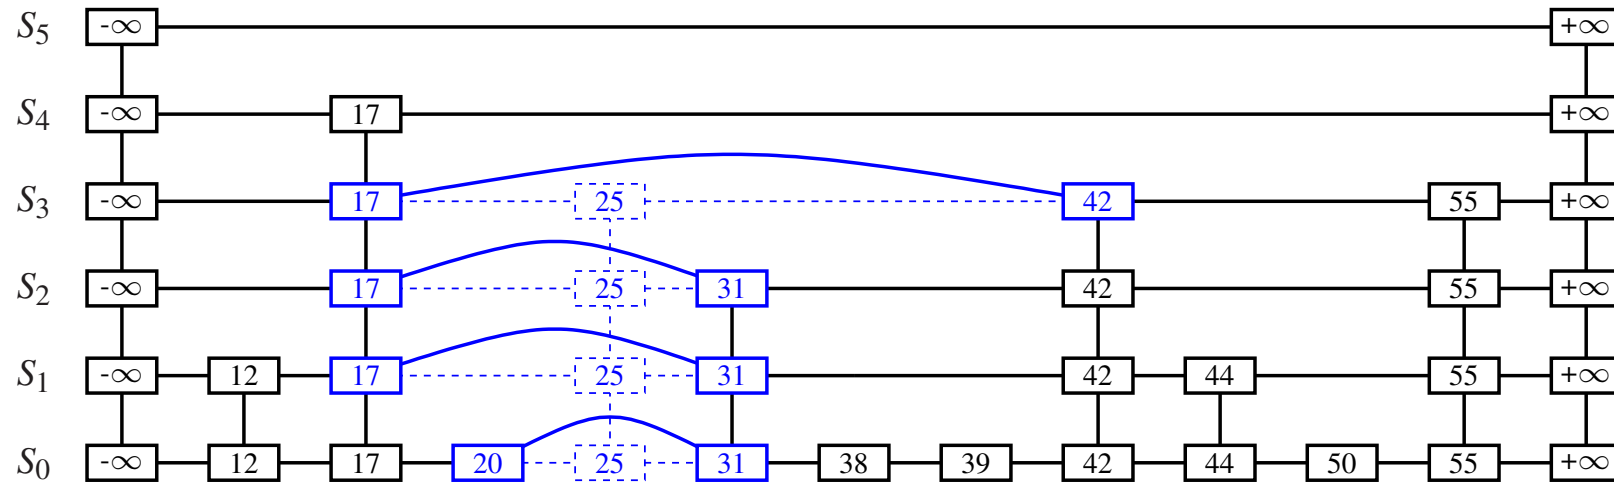 S5 -∞ +∞
S4 -∞ 17 +∞
S3 -∞ 17 25 42 55 +∞
S2 -∞ 17 25 31 42 55 +∞
S1 -∞ 12 17 25 31 42 44 55 +∞
S0 -∞ 12 17 20 25 31 38 39 42 44 50 55 +∞